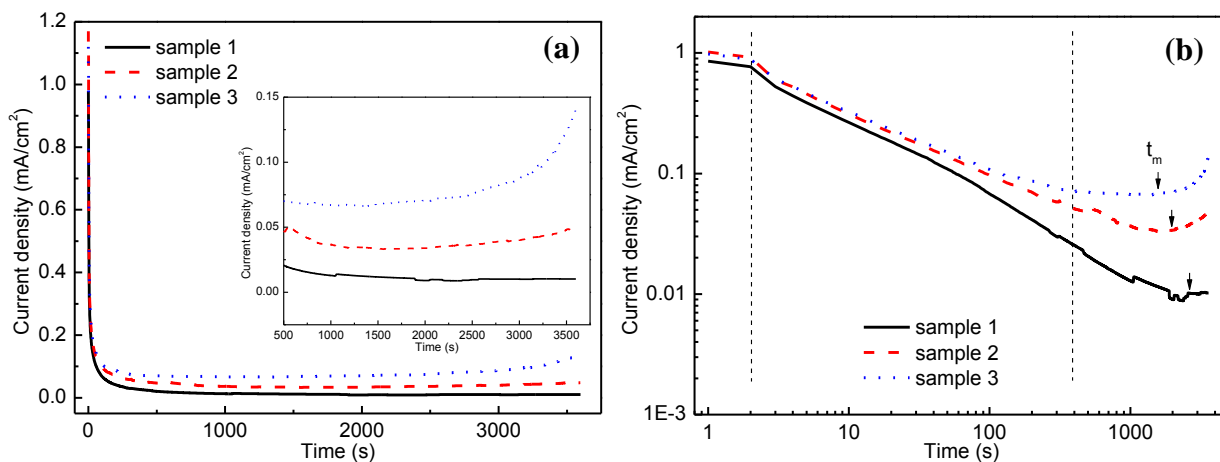 (a)
sample 1
sample 2
sample 3
Current density (mA/cm²)
1.2
1.0
0.8
0.6
0.4
0.2
0.0
0 1000 2000 3000
Time (s)
Current density (mA/cm²)
0.15
0.10
0.05
0.00
500 1000 1500 2000 2500 3000 3500
Time (s)
(b)
Current density (mA/cm²)
1
0.1
0.01
1E-3
tₘ
sample 1
sample 2
sample 3
1 10 100 1000
Time (s)